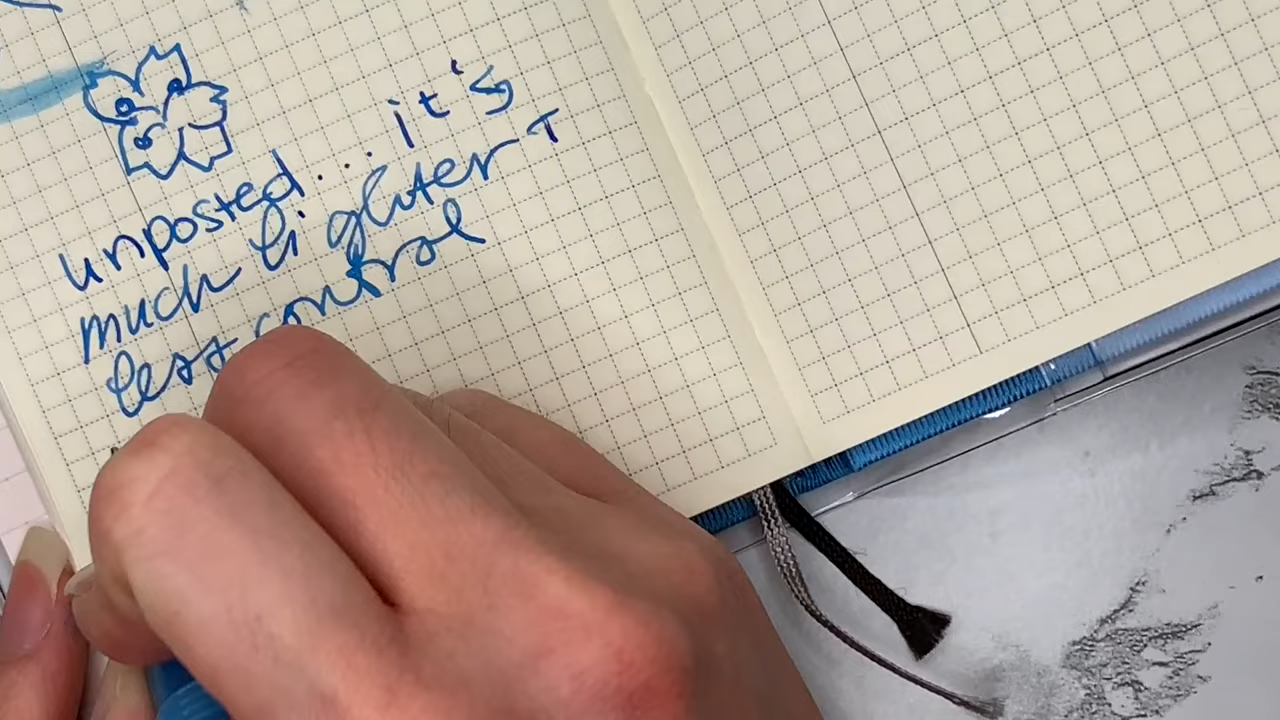 unposted... it's
much lighter +
less control